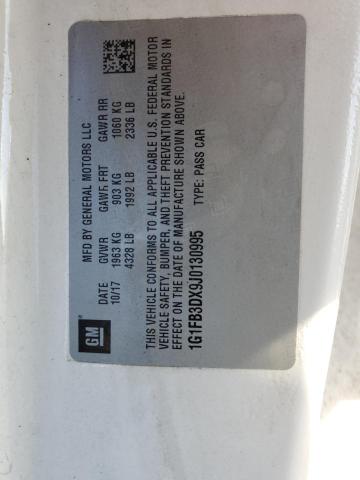 MFD BY GENERAL MOTORS LLC
DATE GVWR GAWR FRT GAWR RR
10/17 1963 KG 903 KG 1060 KG
4328 LB 1992 LB 2336 LB
THIS VEHICLE CONFORMS TO ALL APPLICABLE U.S. FEDERAL MOTOR
VEHICLE SAFETY, BUMPER, AND THEFT PREVENTION STANDARDS IN
EFFECT ON THE DATE OF MANUFACTURE SHOWN ABOVE.
1G1FB3DX9J0130995 TYPE: PASS CAR
GM